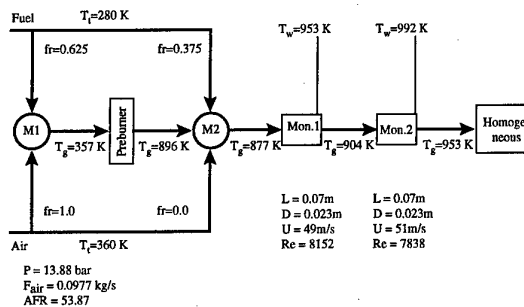 Fuel
T_t=280 K
fr=0.625
fr=0.375
T_w=953 K
T_w=992 K
M1
Preburner
M2
Mon.1
Mon.2
Homoge
neous
T_g=357 K
T_g=896 K
T_g=877 K
T_g=904 K
T_g=953 K
fr=1.0
fr=0.0
Air
T_t=360 K
L = 0.07m
D = 0.023m
U = 49m/s
Re = 8152
L = 0.07m
D = 0.023m
U = 51m/s
Re = 7838
P = 13.88 bar
F_air = 0.0977 kg/s
AFR = 53.87